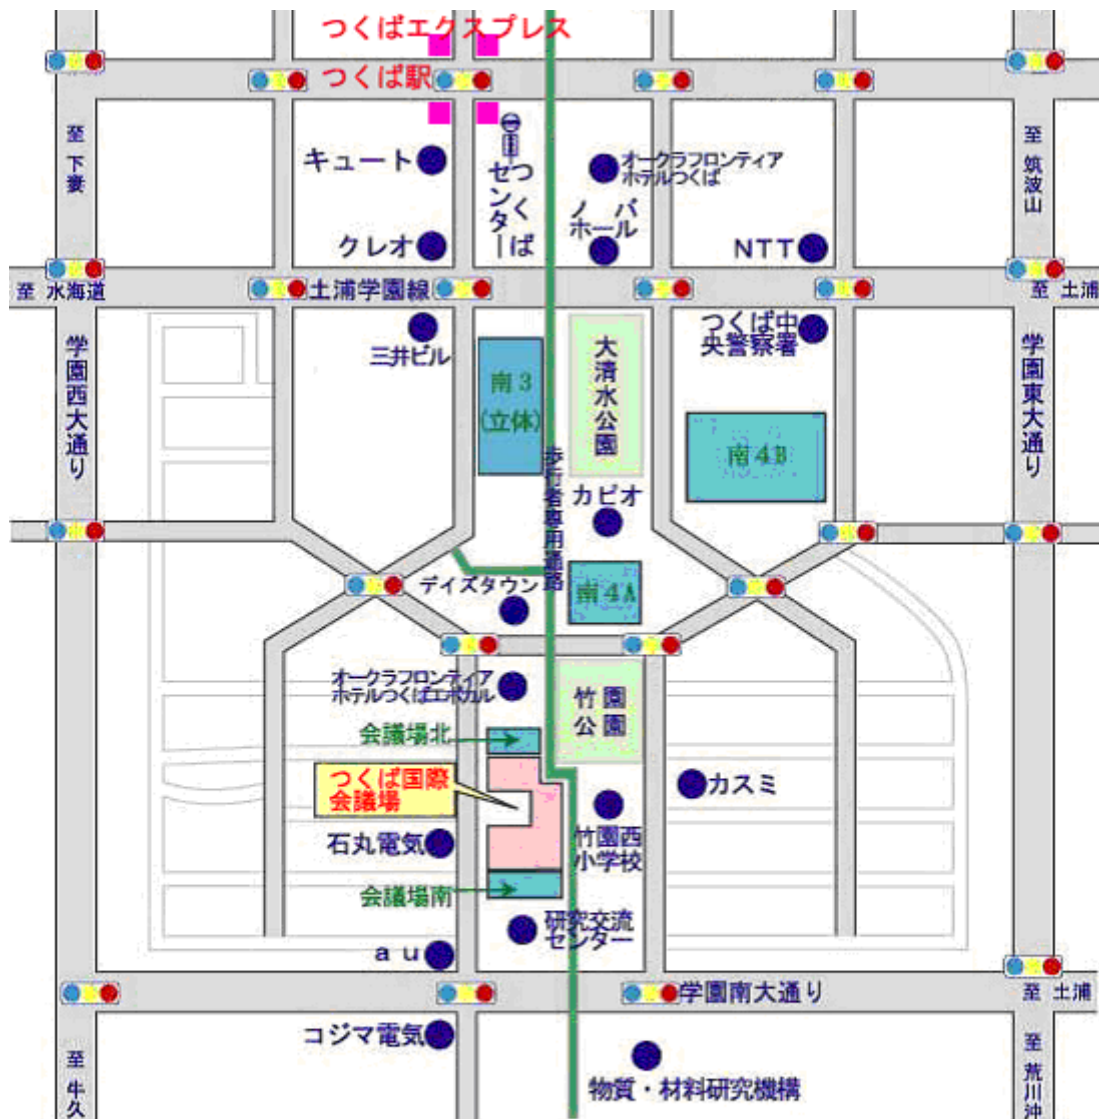 つくばエクスプレス
つくば駅
至 下妻
至 筑波山
キュート
つくば
センター
オークラフロンティア
ホテルつくば
クレオ
ノバ
ホール
NTT
至 水海道
土浦学園線
至 土浦
学園西大通り
三井ビル
南3
(立体)
大清水公園
つくば中
央警察署
学園東大通り
南4B
歩行者専用通路
カピオ
デイズタウン
南4A
オークラフロンティア
ホテルつくばエポカル
竹園
公園
会議場北
つくば国際
会議場
カスミ
石丸電気
竹園西
小学校
会議場南
研究交流
センター
au
学園南大通り
至 土浦
コジマ電気
至 牛久
物質・材料研究機構
至 荒川沖